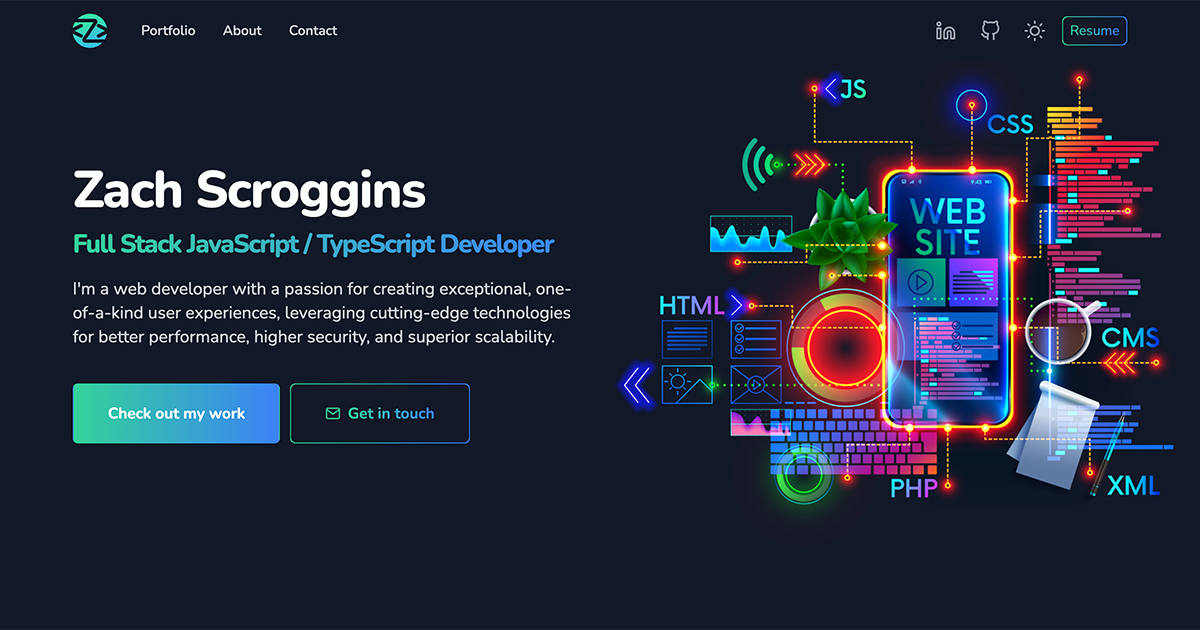 Portfolio About Contact
Resume
Zach Scroggins
Full Stack JavaScript / TypeScript Developer
I'm a web developer with a passion for creating exceptional, one-
of-a-kind user experiences, leveraging cutting-edge technologies
for better performance, higher security, and superior scalability.
Check out my work
Get in touch
JS
CSS
9:43
WEB
SITE
HTML
CMS
PHP
XML